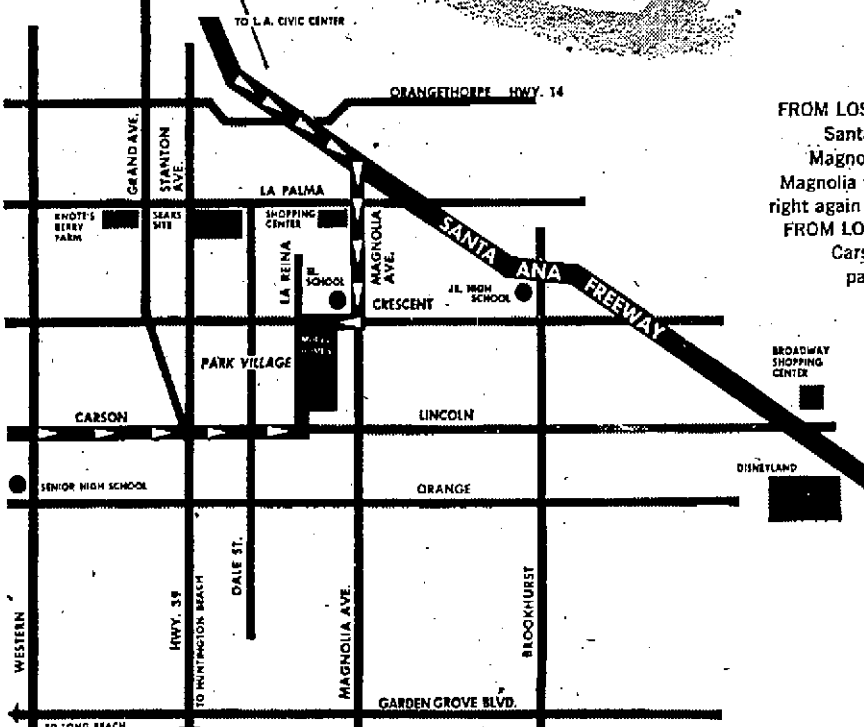 TO L.A. CIVIC CENTER
ORANGETHORPE HWY. 14
FROM LOS
Santa
Magno
Magnolia
right again
FROM LO
Cars
pa
GRAND AVE.
STANTON
AVE.
LA PALMA
KNOTT'S
BERRY
FARM
SEARS
SITE
SHOPPING
CENTER
LA REINA
MAGNOLIA
AVE.
SCHOOL
JR. HIGH
SCHOOL
SANTA ANA FREEWAY
CRESCENT
PARK VILLAGE
HOMES
BROADWAY
SHOPPING
CENTER
CARSON
LINCOLN
SENIOR HIGH SCHOOL
ORANGE
DISNEYLAND
WESTERN
HWY. 39
TO HUNTINGTON BEACH
DALE ST.
MAGNOLIA AVE.
BROOKHURST
GARDEN GROVE BLVD.
TO LONG BEACH